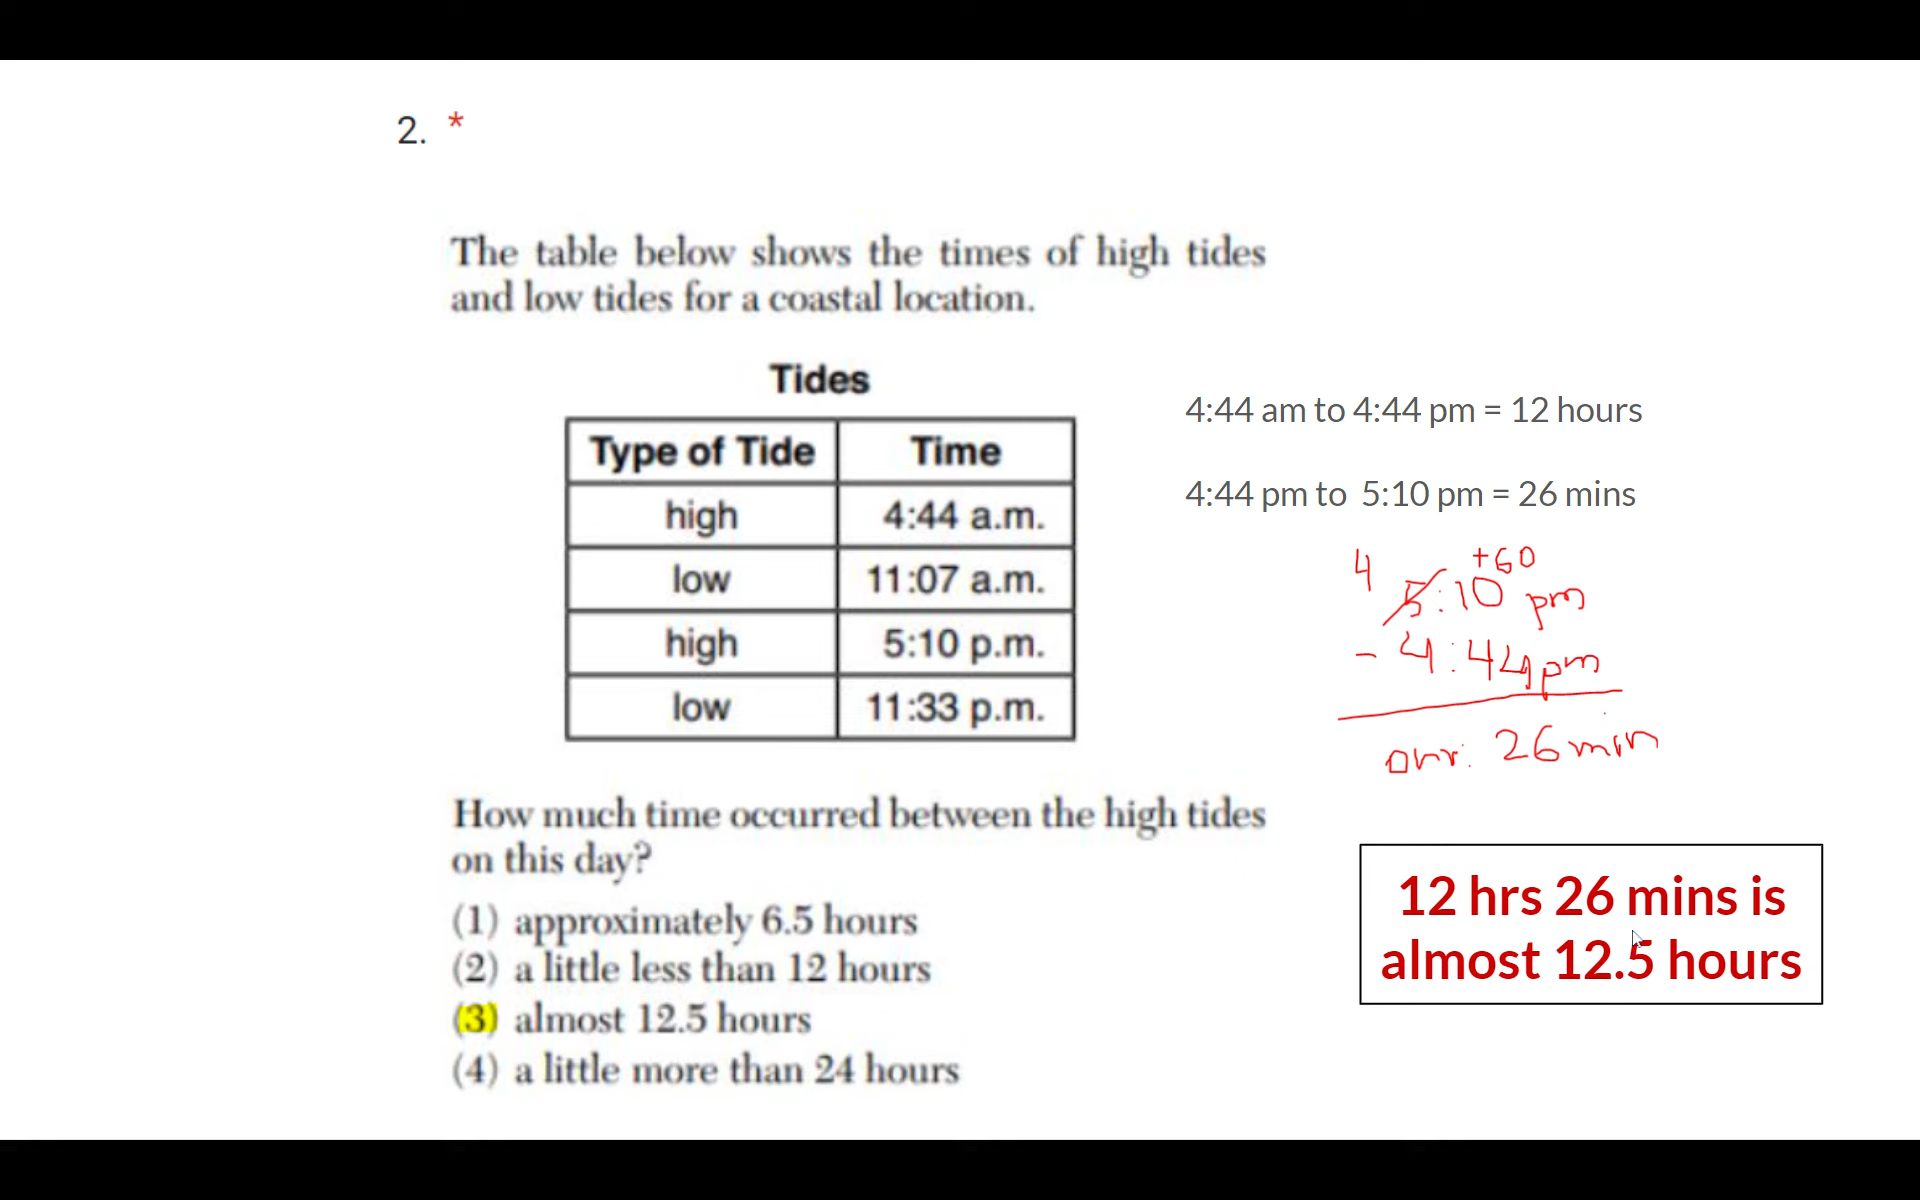 2. *
The table below shows the times of high tides
and low tides for a coastal location.
Tides
Type of Tide Time
high 4:44 a.m.
low 11:07 a.m.
high 5:10 p.m.
low 11:33 p.m.
How much time occurred between the high tides
on this day?
(1) approximately 6.5 hours
(2) a little less than 12 hours
(3) almost 12.5 hours
(4) a little more than 24 hours
4:44 am to 4:44 pm = 12 hours
4:44 pm to 5:10 pm = 26 mins
4 +60
5:10 pm
- 4:44pm
0hr: 26min
12 hrs 26 mins is
almost 12.5 hours